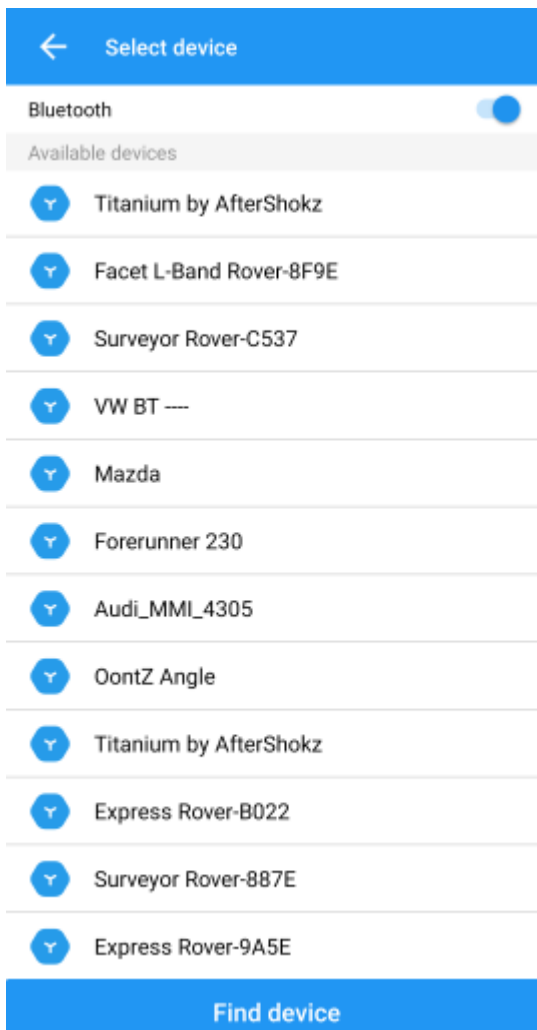 Select device
Bluetooth
Available devices
Titanium by AfterShokz
Facet L-Band Rover-8F9E
Surveyor Rover-C537
VW BT ----
Mazda
Forerunner 230
Audi_MMI_4305
OontZ Angle
Titanium by AfterShokz
Express Rover-B022
Surveyor Rover-887E
Express Rover-9A5E
Find device